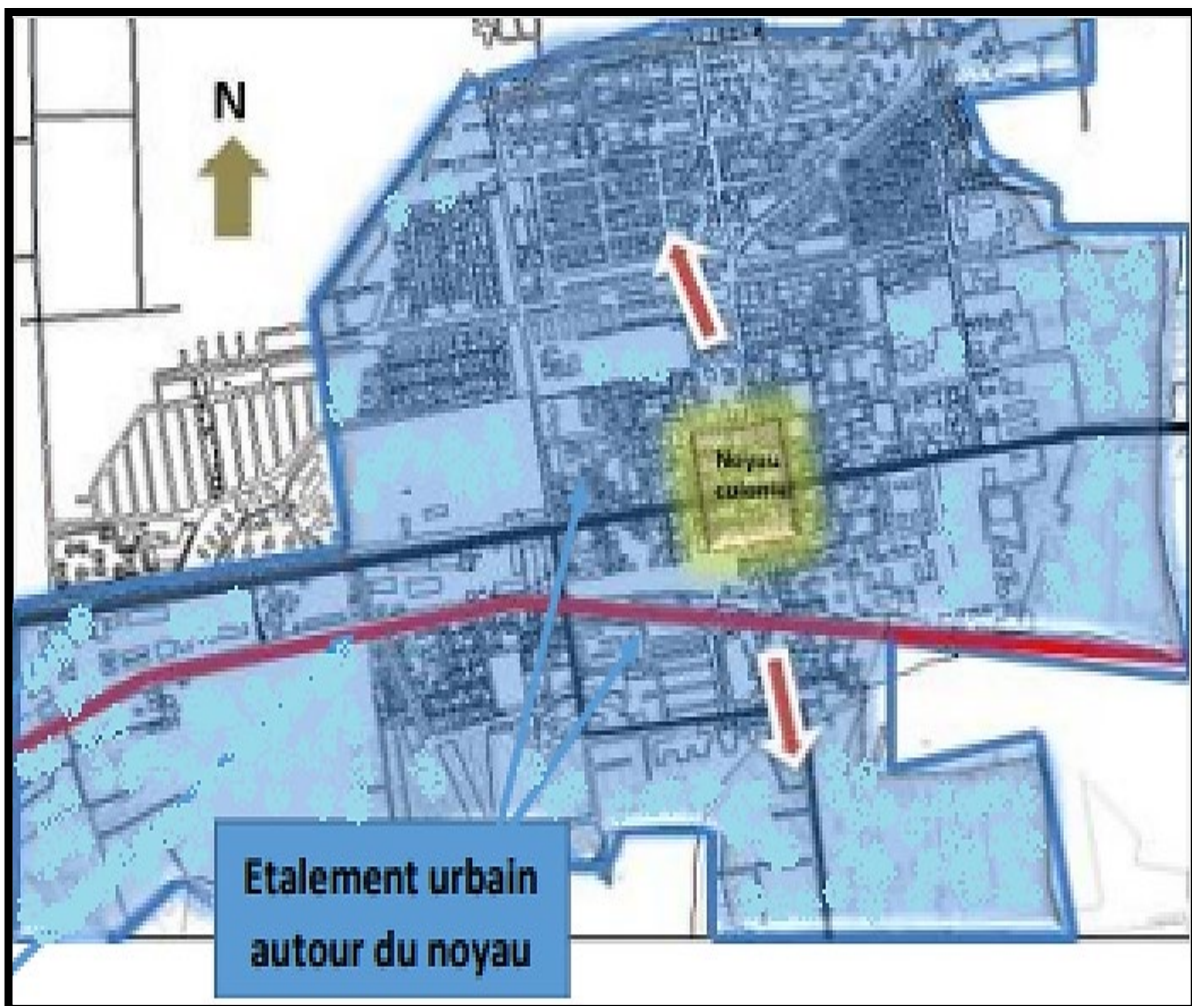 N
Noyau
colonial
Etalement urbain
autour du noyau